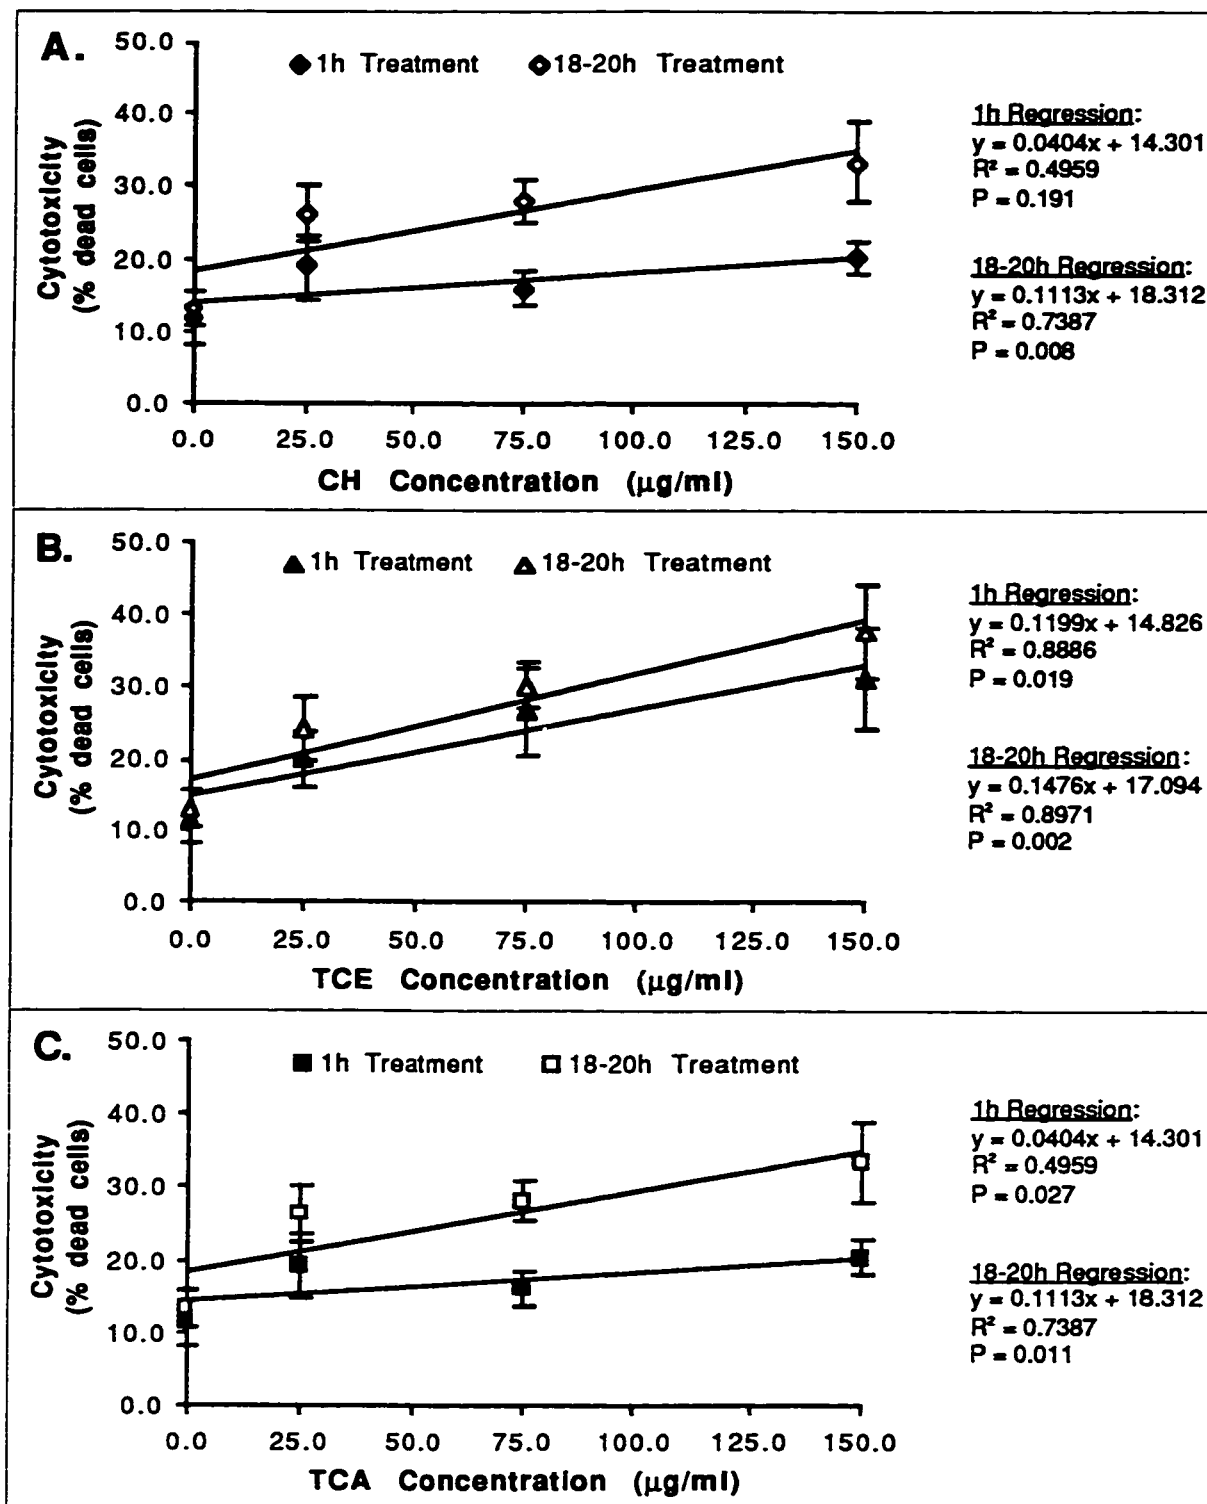 A.
50.0
1h Treatment 18-20h Treatment
40.0
30.0
20.0
10.0
0.0
Cytotoxicity
(% dead cells)
0.0 25.0 50.0 75.0 100.0 125.0 150.0
CH Concentration (µg/ml)
1h Regression:
y = 0.0404x + 14.301
R² = 0.4959
P = 0.191
18-20h Regression:
y = 0.1113x + 18.312
R² = 0.7387
P = 0.008
B.
50.0
1h Treatment 18-20h Treatment
40.0
30.0
20.0
10.0
0.0
Cytotoxicity
(% dead cells)
0.0 25.0 50.0 75.0 100.0 125.0 150.0
TCE Concentration (µg/ml)
1h Regression:
y = 0.1199x + 14.826
R² = 0.8886
P = 0.019
18-20h Regression:
y = 0.1476x + 17.094
R² = 0.8971
P = 0.002
C.
50.0
1h Treatment 18-20h Treatment
40.0
30.0
20.0
10.0
0.0
Cytotoxicity
(% dead cells)
0.0 25.0 50.0 75.0 100.0 125.0 150.0
TCA Concentration (µg/ml)
1h Regression:
y = 0.0404x + 14.301
R² = 0.4959
P = 0.027
18-20h Regression:
y = 0.1113x + 18.312
R² = 0.7387
P = 0.011